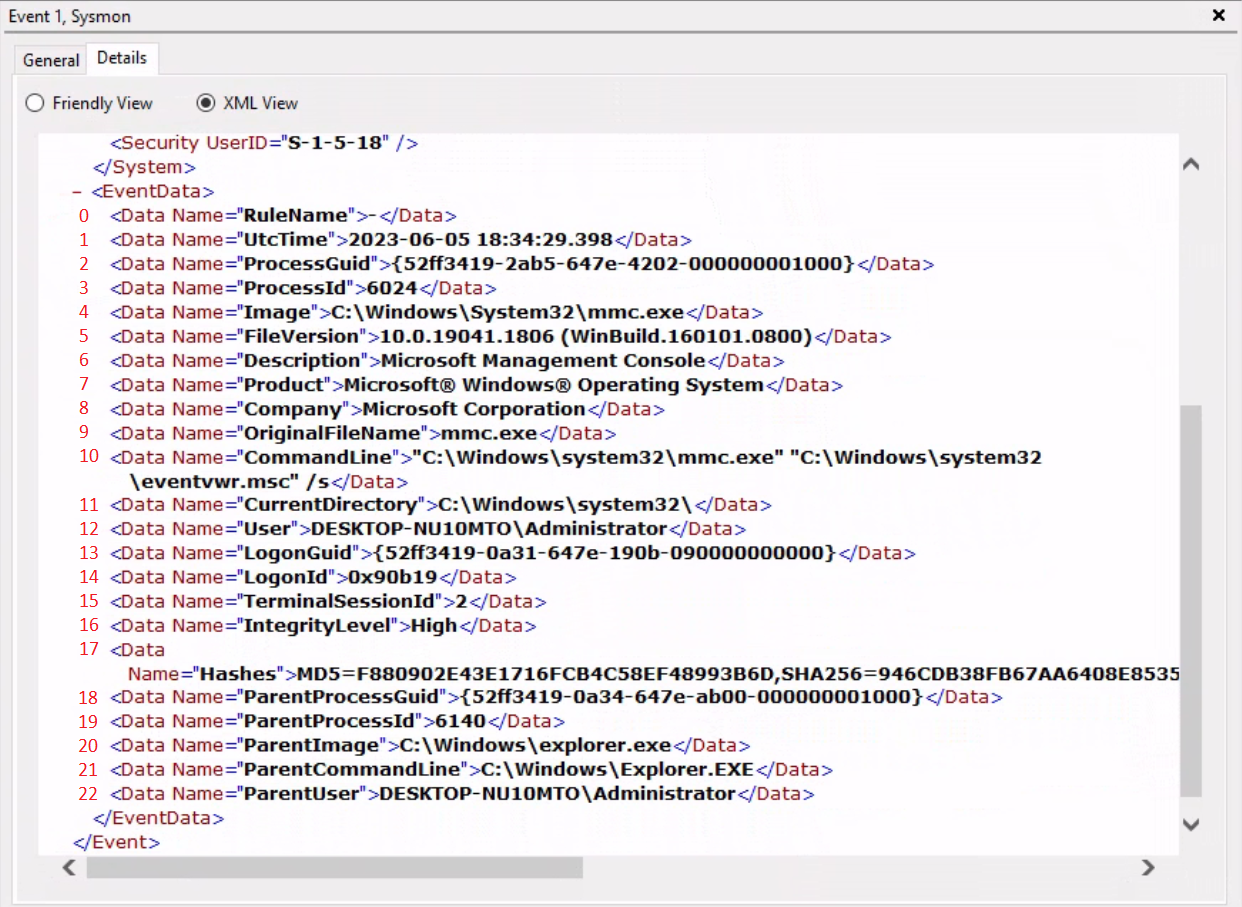 Event 1, Sysmon
General
Details
Friendly View
XML View
<Security UserID="S-1-5-18" />
</System>
– <EventData>
0 <Data Name="RuleName">-</Data>
1 <Data Name="UtcTime">2023-06-05 18:34:29.398</Data>
2 <Data Name="ProcessGuid">{52ff3419-2ab5-647e-4202-000000001000}</Data>
3 <Data Name="ProcessId">6024</Data>
4 <Data Name="Image">C:\Windows\System32\mmc.exe</Data>
5 <Data Name="FileVersion">10.0.19041.1806 (WinBuild.160101.0800)</Data>
6 <Data Name="Description">Microsoft Management Console</Data>
7 <Data Name="Product">Microsoft® Windows® Operating System</Data>
8 <Data Name="Company">Microsoft Corporation</Data>
9 <Data Name="OriginalFileName">mmc.exe</Data>
10 <Data Name="CommandLine">"C:\Windows\system32\mmc.exe" "C:\Windows\system32
\eventvwr.msc" /s</Data>
11 <Data Name="CurrentDirectory">C:\Windows\system32\</Data>
12 <Data Name="User">DESKTOP-NU10MTO\Administrator</Data>
13 <Data Name="LogonGuid">{52ff3419-0a31-647e-190b-090000000000}</Data>
14 <Data Name="LogonId">0x90b19</Data>
15 <Data Name="TerminalSessionId">2</Data>
16 <Data Name="IntegrityLevel">High</Data>
17 <Data
Name="Hashes">MD5=F880902E43E1716FCB4C58EF48993B6D,SHA256=946CDB38FB67AA6408E8535
18 <Data Name="ParentProcessGuid">{52ff3419-0a34-647e-ab00-000000001000}</Data>
19 <Data Name="ParentProcessId">6140</Data>
20 <Data Name="ParentImage">C:\Windows\explorer.exe</Data>
21 <Data Name="ParentCommandLine">C:\Windows\Explorer.EXE</Data>
22 <Data Name="ParentUser">DESKTOP-NU10MTO\Administrator</Data>
</EventData>
</Event>